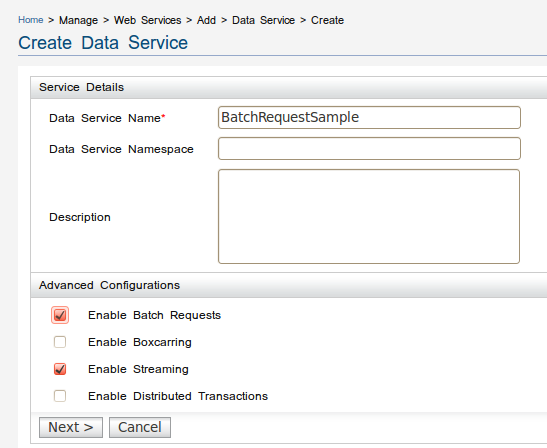 Home > Manage > Web Services > Add > Data Service > Create
Create Data Service
Service Details
Data Service Name* BatchRequestSample
Data Service Namespace
Description
Advanced Configurations
Enable Batch Requests
Enable Boxcarring
Enable Streaming
Enable Distributed Transactions
Next > Cancel